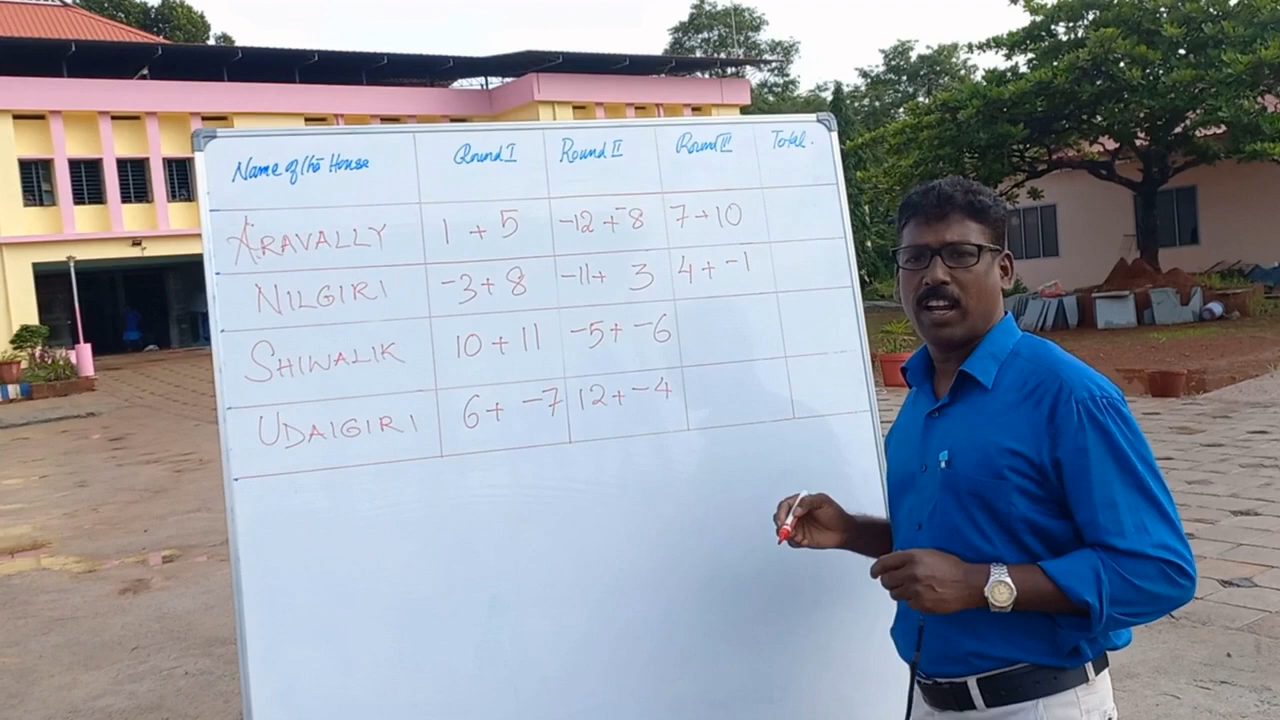 Name of the House Round I Round II Round III Total.
ARAVALLY 1 + 5 -12 + -8 7 + 10
NILGIRI -3 + 8 -11 + 3 4 + -1
SHIWALIK 10 + 11 -5 + -6
UDAIGIRI 6 + -7 12 + -4